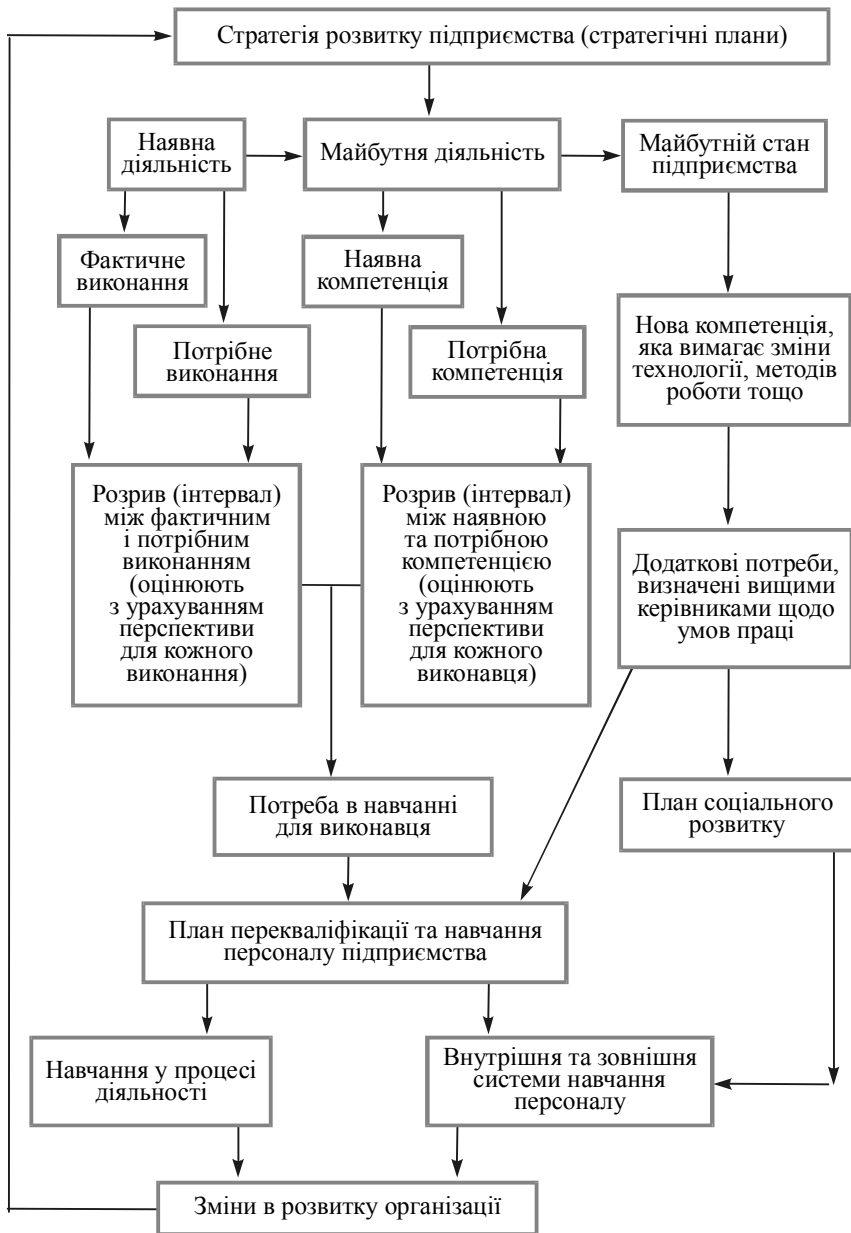 Стратегія розвитку підприємства (стратегічні плани)
Наявна
діяльність
Майбутня діяльність
Майбутній стан
підприємства
Фактичне
виконання
Наявна
компетенція
Потрібне
виконання
Потрібна
компетенція
Нова компетенція,
яка вимагає зміни
технології, методів
роботи тощо
Розрив (інтервал)
між фактичним
і потрібним
виконанням
(оцінюють
з урахуванням
перспективи
для кожного
виконання)
Розрив (інтервал)
між наявною
та потрібною
компетенцією
(оцінюють
з урахуванням
перспективи
для кожного
виконавця)
Додаткові потреби,
визначені вищими
керівниками щодо
умов праці
Потреба в навчанні
для виконавця
План соціального
розвитку
План перекваліфікації та навчання
персоналу підприємства
Навчання у процесі
діяльності
Внутрішня та зовнішня
системи навчання
персоналу
Зміни в розвитку організації